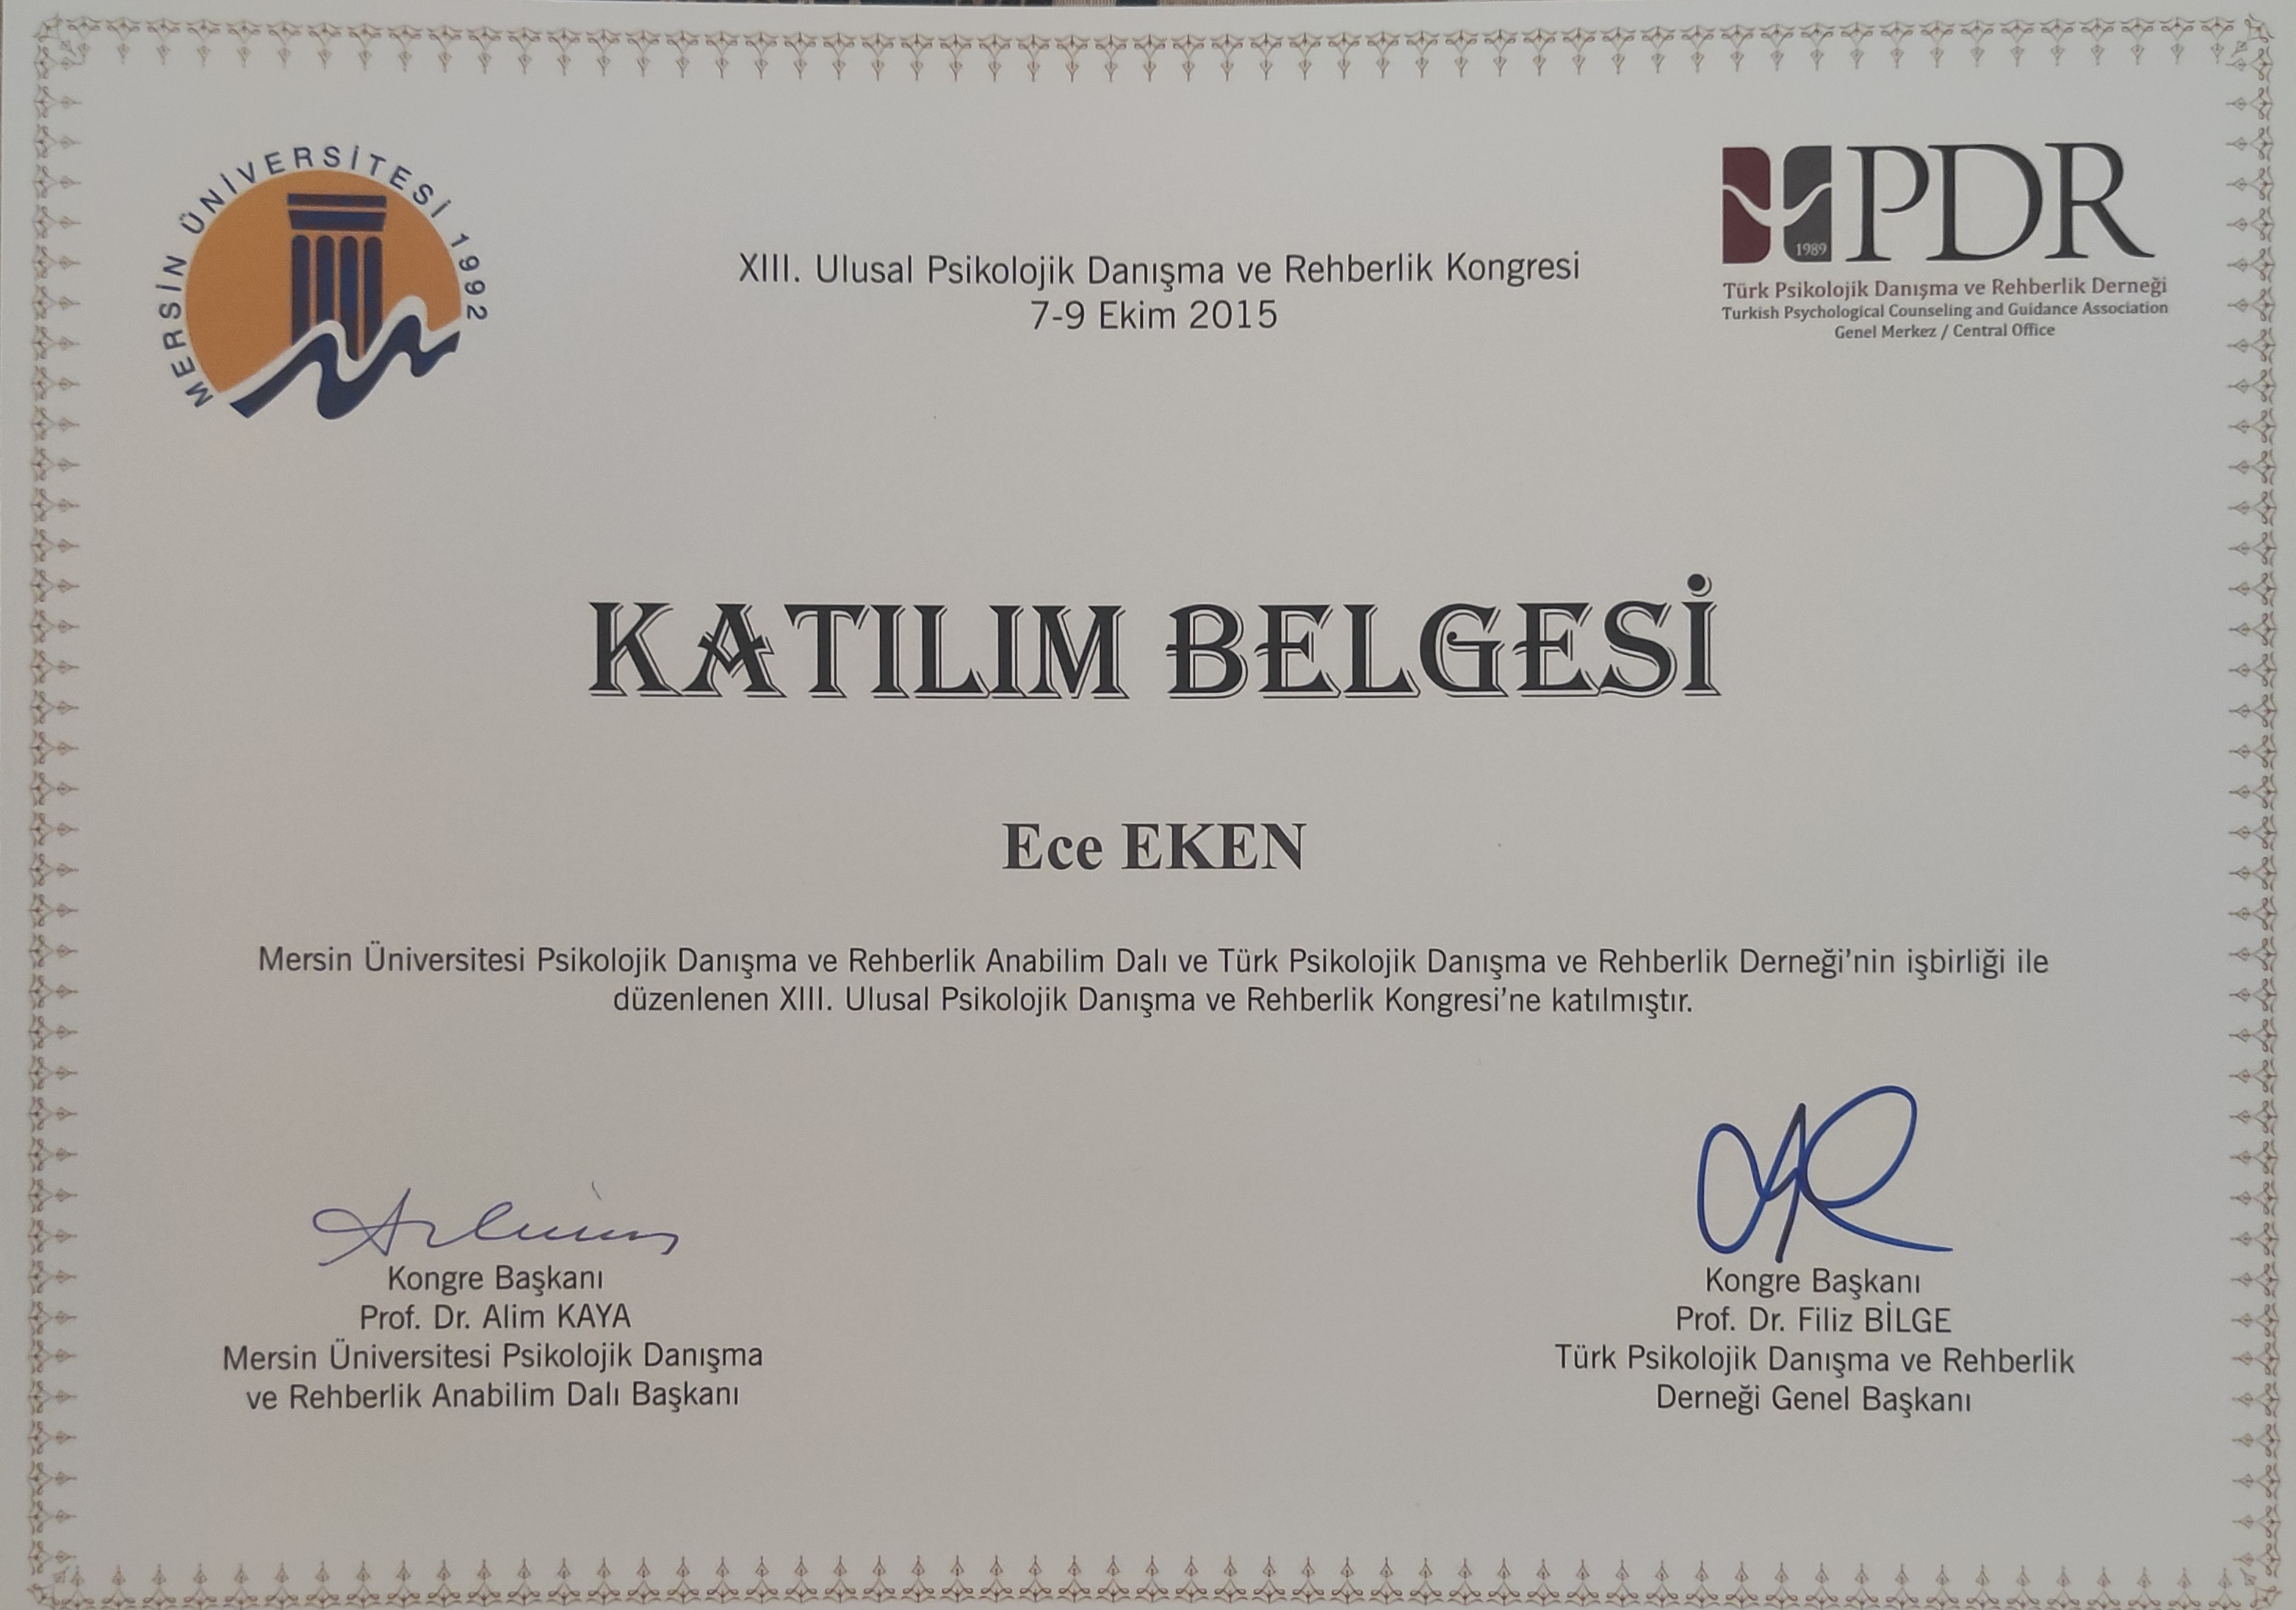 MERSİN ÜNİVERSİTESİ 1992
XIII. Ulusal Psikolojik Danışma ve Rehberlik Kongresi
7-9 Ekim 2015
1989
PDR
Türk Psikolojik Danışma ve Rehberlik Derneği
Turkish Psychological Counseling and Guidance Association
Genel Merkez / Central Office
KATILIM BELGESİ
Ece EKEN
Mersin Üniversitesi Psikolojik Danışma ve Rehberlik Anabilim Dalı ve Türk Psikolojik Danışma ve Rehberlik Derneği'nin işbirliği ile
düzenlenen XIII. Ulusal Psikolojik Danışma ve Rehberlik Kongresi'ne katılmıştır.
Kongre Başkanı
Prof. Dr. Alim KAYA
Mersin Üniversitesi Psikolojik Danışma
ve Rehberlik Anabilim Dalı Başkanı
Kongre Başkanı
Prof. Dr. Filiz BİLGE
Türk Psikolojik Danışma ve Rehberlik
Derneği Genel Başkanı